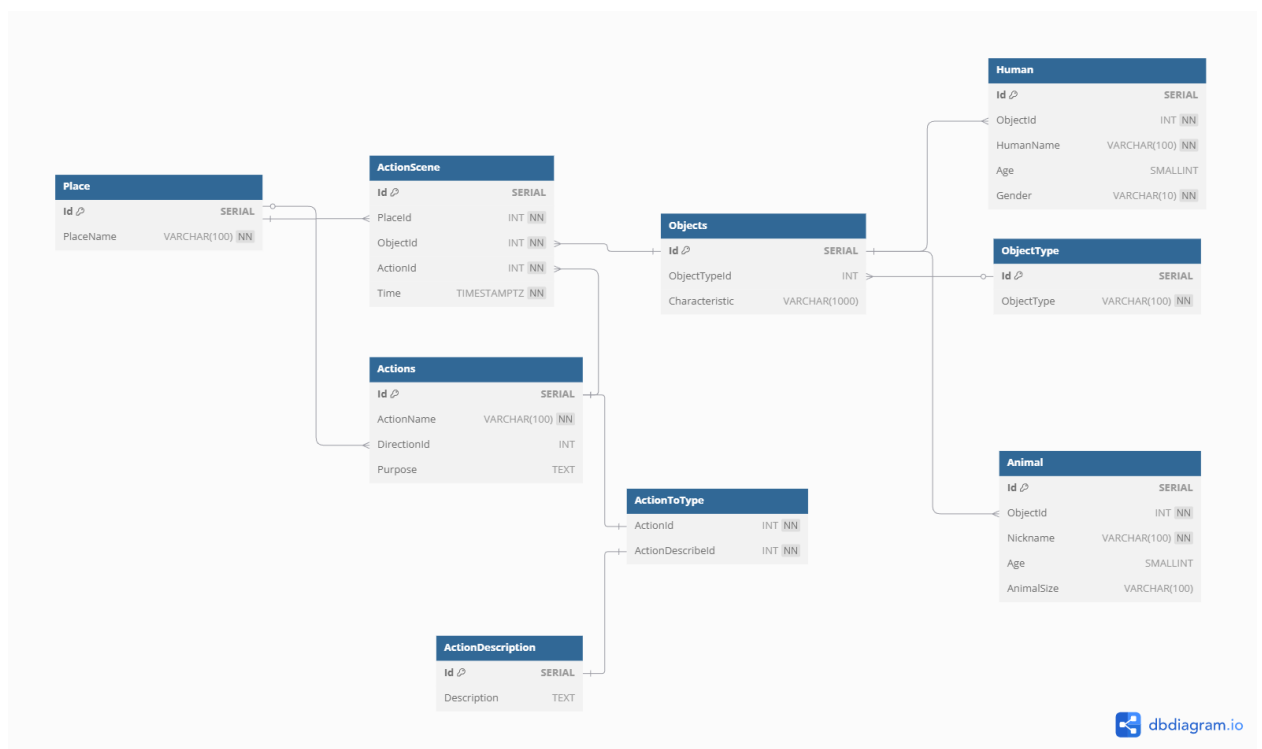 Place
Id SERIAL
PlaceName VARCHAR(100) NN
ActionScene
Id SERIAL
PlaceId INT NN
ObjectId INT NN
ActionId INT NN
Time TIMESTAMPTZ NN
Actions
Id SERIAL
ActionName VARCHAR(100) NN
DirectionId INT
Purpose TEXT
ActionDescription
Id SERIAL
Description TEXT
ActionToType
ActionId INT NN
ActionDescribeId INT NN
Objects
Id SERIAL
ObjectTypeId INT
Characteristic VARCHAR(1000)
Human
Id SERIAL
ObjectId INT NN
HumanName VARCHAR(100) NN
Age SMALLINT
Gender VARCHAR(10) NN
ObjectType
Id SERIAL
ObjectType VARCHAR(100) NN
Animal
Id SERIAL
ObjectId INT NN
Nickname VARCHAR(100) NN
Age SMALLINT
AnimalSize VARCHAR(100)
dbdiagram.io